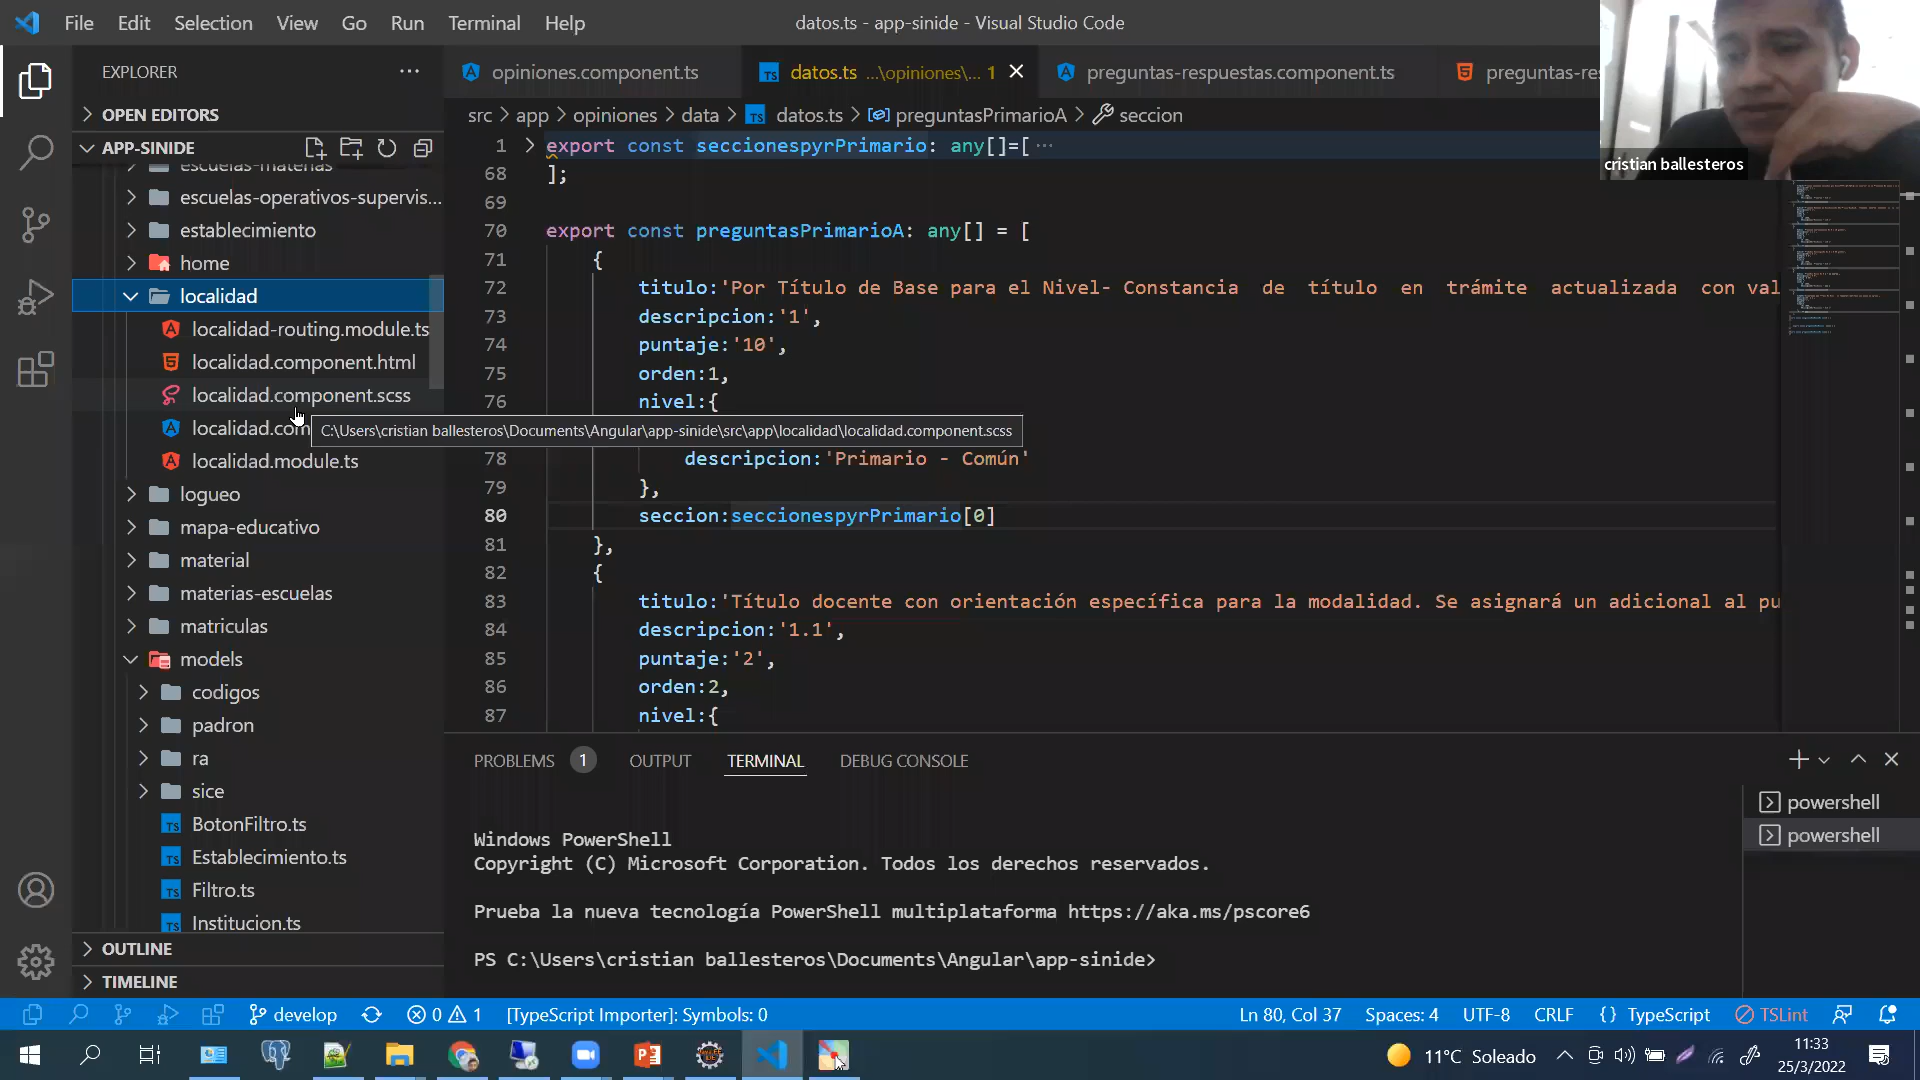 File Edit Selection View Go Run Terminal Help
datos.ts - app-sinide - Visual Studio Code
cristian ballesteros
EXPLORER
OPEN EDITORS
APP-SINIDE
escuelas-materias
escuelas-operativos-supervis...
establecimiento
home
localidad
localidad-routing.module.ts
localidad.component.html
localidad.component.scss
localidad.com
localidad.module.ts
logueo
mapa-educativo
material
materias-escuelas
matriculas
models
codigos
padron
ra
sice
BotonFiltro.ts
Establecimiento.ts
Filtro.ts
Institucion.ts
OUTLINE
TIMELINE
opiniones.component.ts
datos.ts ...\opiniones\... 1
preguntas-respuestas.component.ts
preguntas-res
src > app > opiniones > data > datos.ts > preguntasPrimarioA > seccion
1 export const seccionespyrPrimario: any[]=[ ...
68 ];
69
70 export const preguntasPrimarioA: any[] = [
71 {
72 titulo:'Por Título de Base para el Nivel- Constancia de título en trámite actualizada con val
73 descripcion:'1',
74 puntaje:'10',
75 orden:1,
76 nivel:{
C:\Users\cristian ballesteros\Documents\Angular\app-sinide\src\app\localidad\localidad.component.scss
78 descripcion:'Primario - Común'
79 },
80 seccion:seccionespyrPrimario[0]
81 },
82 {
83 titulo:'Título docente con orientación específica para la modalidad. Se asignará un adicional al pu
84 descripcion:'1.1',
85 puntaje:'2',
86 orden:2,
87 nivel:{
PROBLEMS 1 OUTPUT TERMINAL DEBUG CONSOLE
powershell
powershell
Windows PowerShell
Copyright (C) Microsoft Corporation. Todos los derechos reservados.
Prueba la nueva tecnología PowerShell multiplataforma https://aka.ms/pscore6
PS C:\Users\cristian ballesteros\Documents\Angular\app-sinide>
develop 0 1 [TypeScript Importer]: Symbols: 0
Ln 80, Col 37 Spaces: 4 UTF-8 CRLF {} TypeScript TSLint
11°C Soleado
11:33
25/3/2022